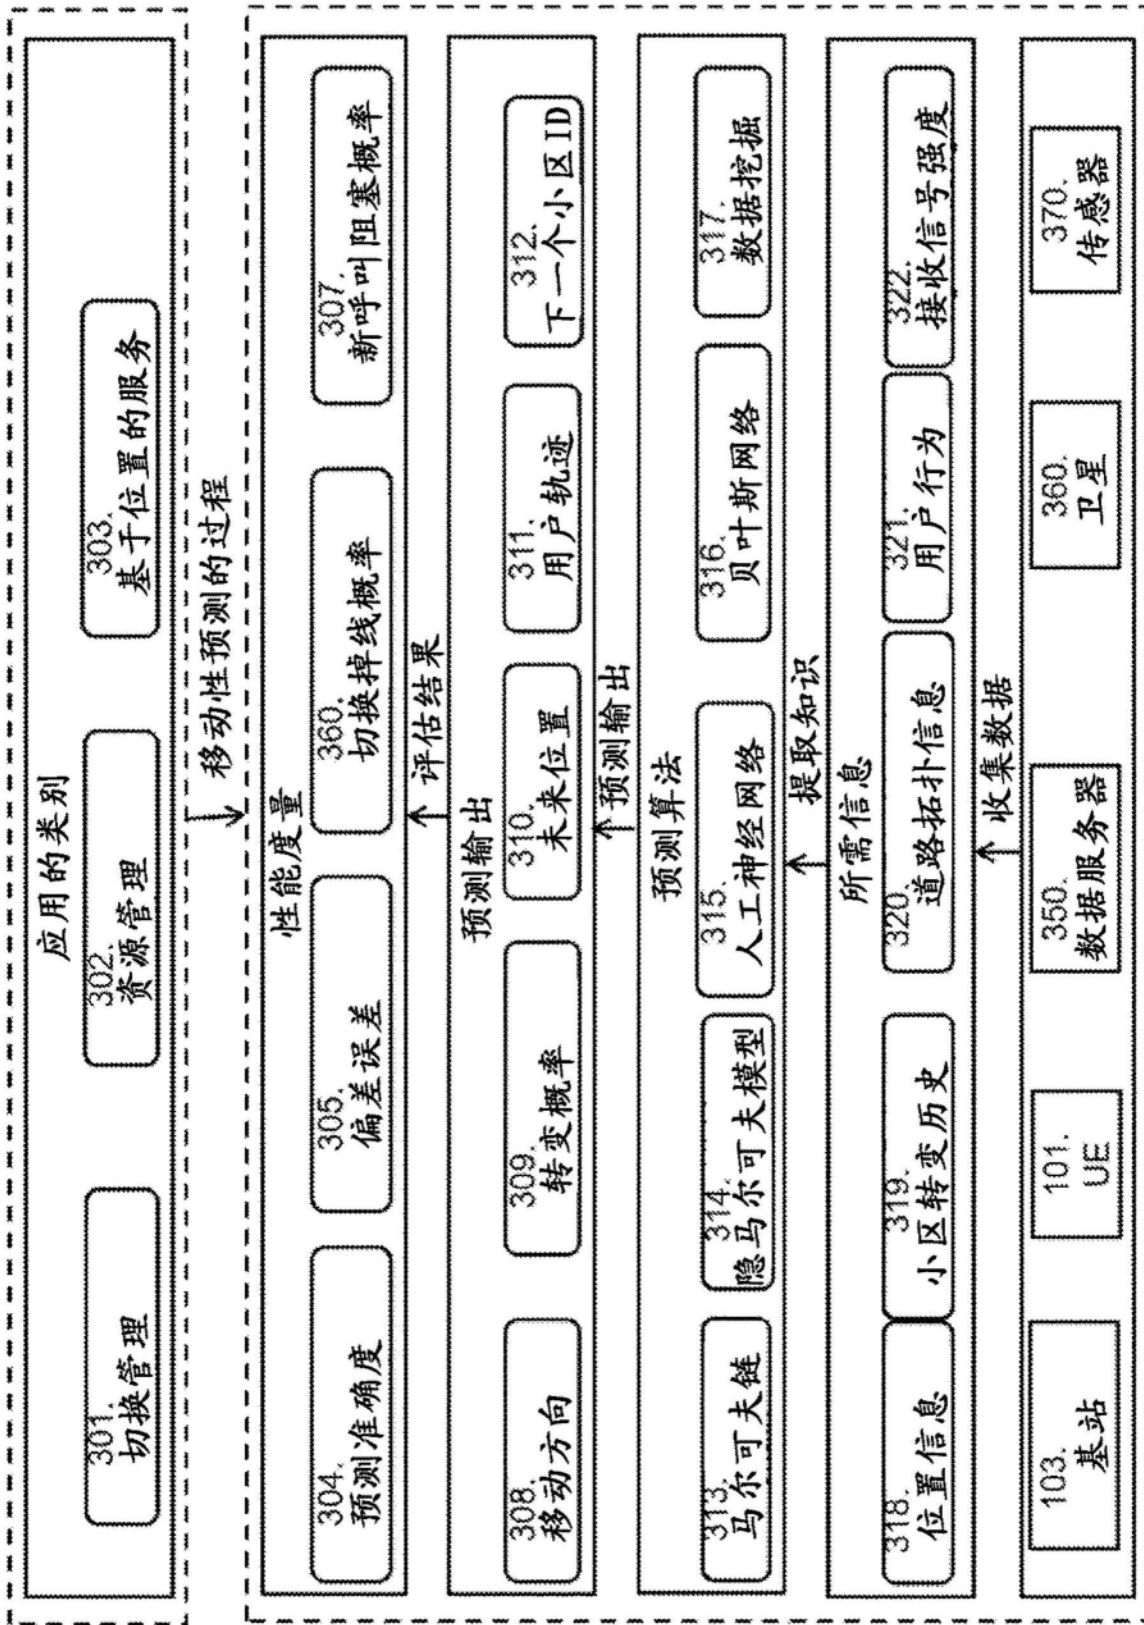 应用的类别
301.
切换管理
302.
资源管理
303.
基于位置的服务
移动性预测的过程
性能度量
304.
预测准确度
305.
偏差误差
360.
切换掉线概率
307.
新呼叫阻塞概率
评估结果
预测输出
308.
移动方向
309.
转变概率
310.
未来位置
311.
用户轨迹
312.
下一个小区ID
预测输出
预测算法
313.
马尔可夫链
314.
隐马尔可夫模型
315.
人工神经网络
316.
贝叶斯网络
317.
数据挖掘
提取知识
所需信息
318.
位置信息
319.
小区转变历史
320.
道路拓扑信息
321.
用户行为
322.
接收信号强度
收集数据
103.
基站
101.
UE
350.
数据服务器
360.
卫星
370.
传感器